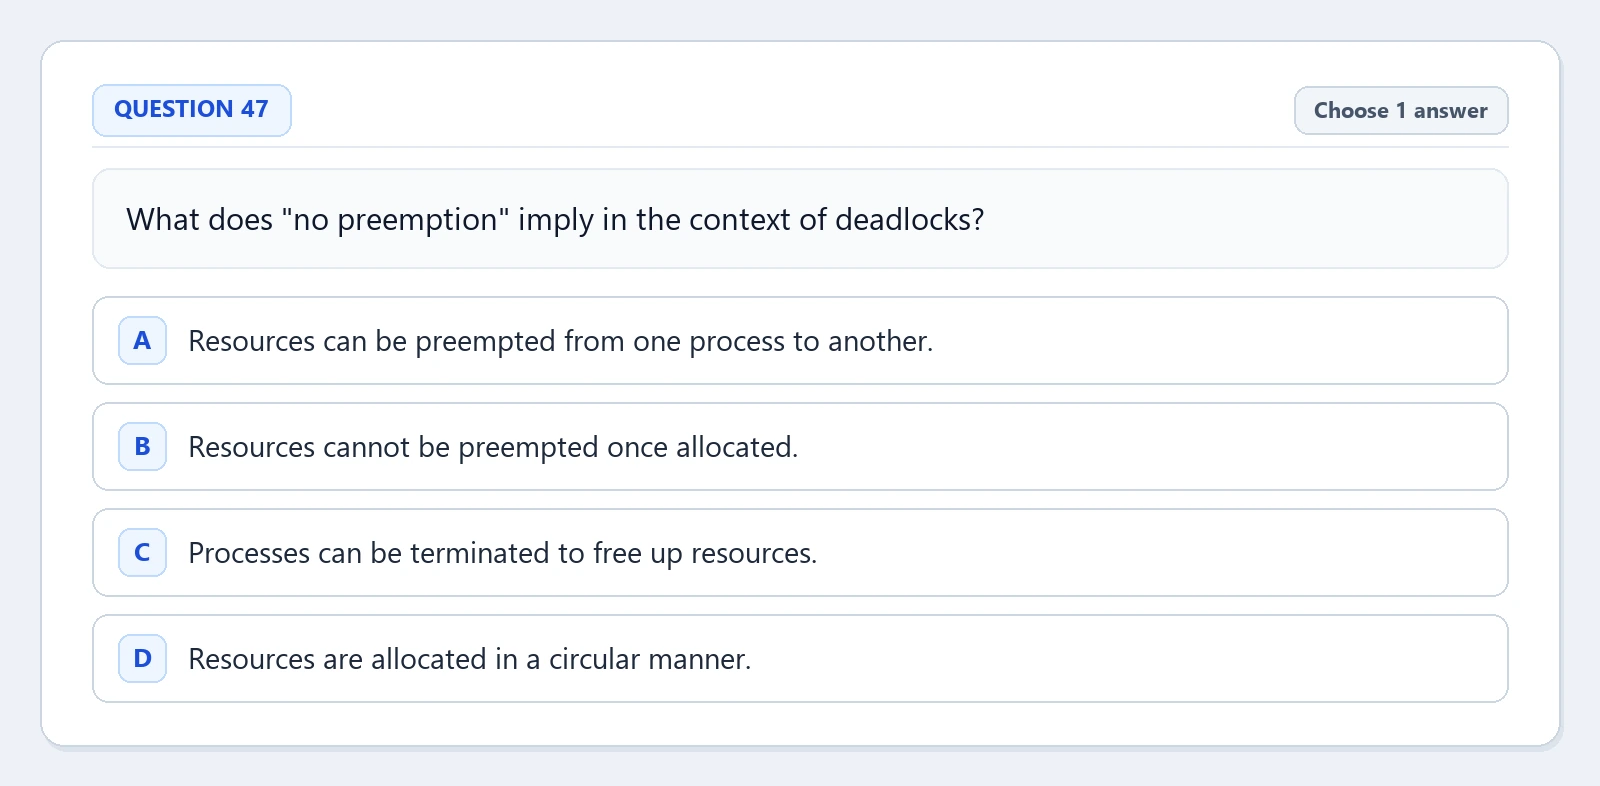 QUESTION 47
Choose 1 answer
What does "no preemption" imply in the context of deadlocks?
A Resources can be preempted from one process to another.
B Resources cannot be preempted once allocated.
C Processes can be terminated to free up resources.
D Resources are allocated in a circular manner.